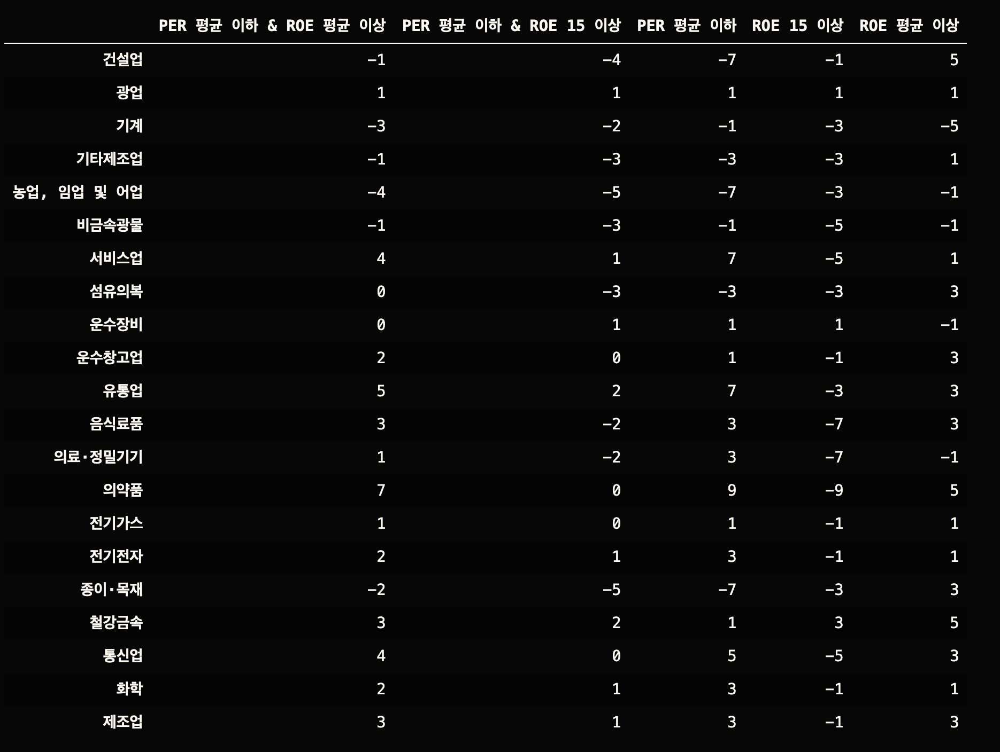 PER 평균 이하 & ROE 평균 이상 PER 평균 이하 & ROE 15 이상 PER 평균 이하 ROE 15 이상 ROE 평균 이상
건설업 -1 -4 -7 -1 5
광업 1 1 1 1 1
기계 -3 -2 -1 -3 -5
기타제조업 -1 -3 -3 -3 1
농업, 임업 및 어업 -4 -5 -7 -3 -1
비금속광물 -1 -3 -1 -5 -1
서비스업 4 1 7 -5 1
섬유의복 0 -3 -3 -3 3
운수장비 0 1 1 1 -1
운수창고업 2 0 1 -1 3
유통업 5 2 7 -3 3
음식료품 3 -2 3 -7 3
의료·정밀기기 1 -2 3 -7 -1
의약품 7 0 9 -9 5
전기가스 1 0 1 -1 1
전기전자 2 1 3 -1 1
종이·목재 -2 -5 -7 -3 3
철강금속 3 2 1 3 5
통신업 4 0 5 -5 3
화학 2 1 3 -1 1
제조업 3 1 3 -1 3